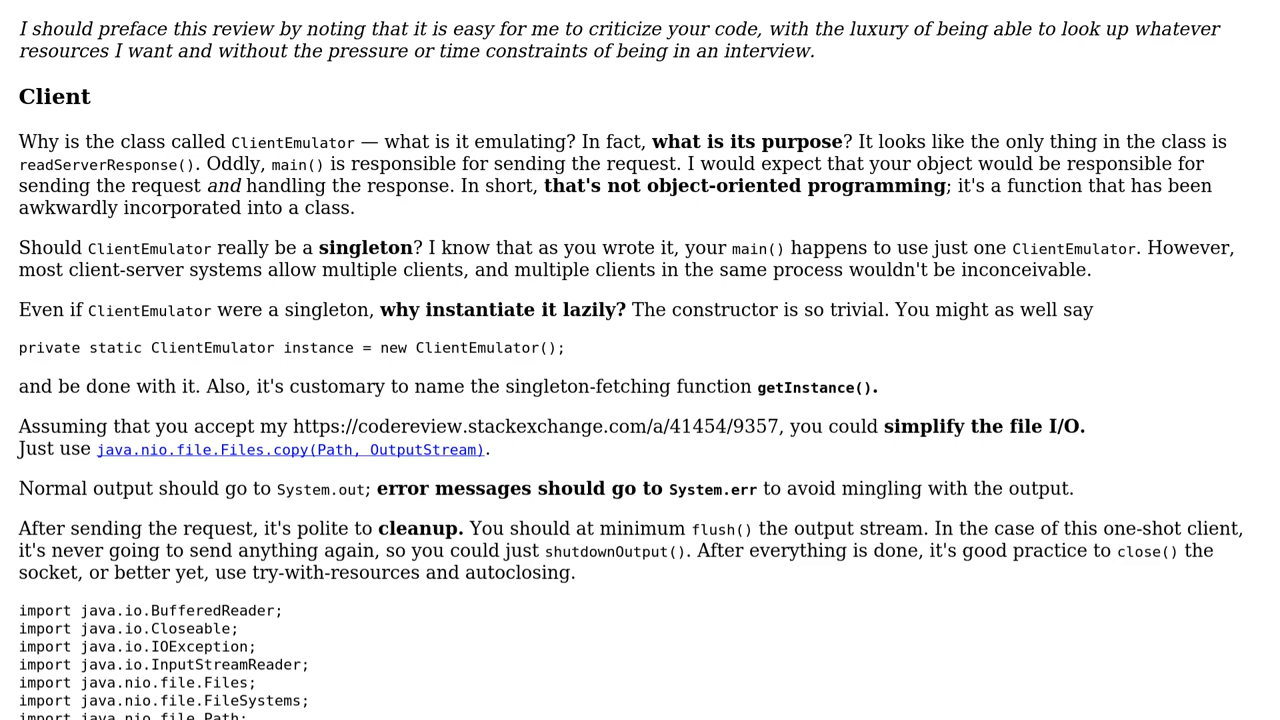 I should preface this review by noting that it is easy for me to criticize your code, with the luxury of being able to look up whatever
resources I want and without the pressure or time constraints of being in an interview.
Client
Why is the class called ClientEmulator — what is it emulating? In fact, what is its purpose? It looks like the only thing in the class is
readServerResponse(). Oddly, main() is responsible for sending the request. I would expect that your object would be responsible for
sending the request and handling the response. In short, that's not object-oriented programming; it's a function that has been
awkwardly incorporated into a class.
Should ClientEmulator really be a singleton? I know that as you wrote it, your main() happens to use just one ClientEmulator. However,
most client-server systems allow multiple clients, and multiple clients in the same process wouldn't be inconceivable.
Even if ClientEmulator were a singleton, why instantiate it lazily? The constructor is so trivial. You might as well say
private static ClientEmulator instance = new ClientEmulator();
and be done with it. Also, it's customary to name the singleton-fetching function getInstance().
Assuming that you accept my https://codereview.stackexchange.com/a/41454/9357, you could simplify the file I/O.
Just use java.nio.file.Files.copy(Path, OutputStream).
Normal output should go to System.out; error messages should go to System.err to avoid mingling with the output.
After sending the request, it's polite to cleanup. You should at minimum flush() the output stream. In the case of this one-shot client,
it's never going to send anything again, so you could just shutdownOutput(). After everything is done, it's good practice to close() the
socket, or better yet, use try-with-resources and autoclosing.
import java.io.BufferedReader;
import java.io.Closeable;
import java.io.IOException;
import java.io.InputStreamReader;
import java.nio.file.Files;
import java.nio.file.FileSystems;
import java.nio.file.Path;